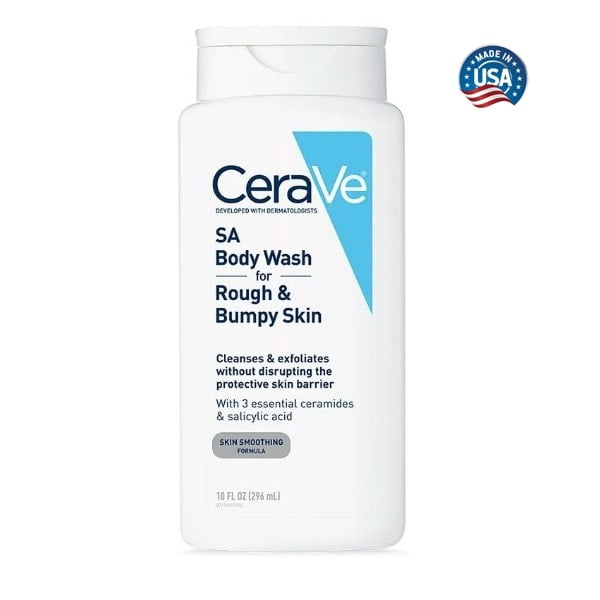 MADE IN
USA
CeraVe®
DEVELOPED WITH DERMATOLOGISTS
SA
Body Wash
for
Rough &
Bumpy Skin
Cleanses & exfoliates
without disrupting the
protective skin barrier
With 3 essential ceramides
& salicylic acid
SKIN SMOOTHING
FORMULA
10 FL OZ (296 mL)